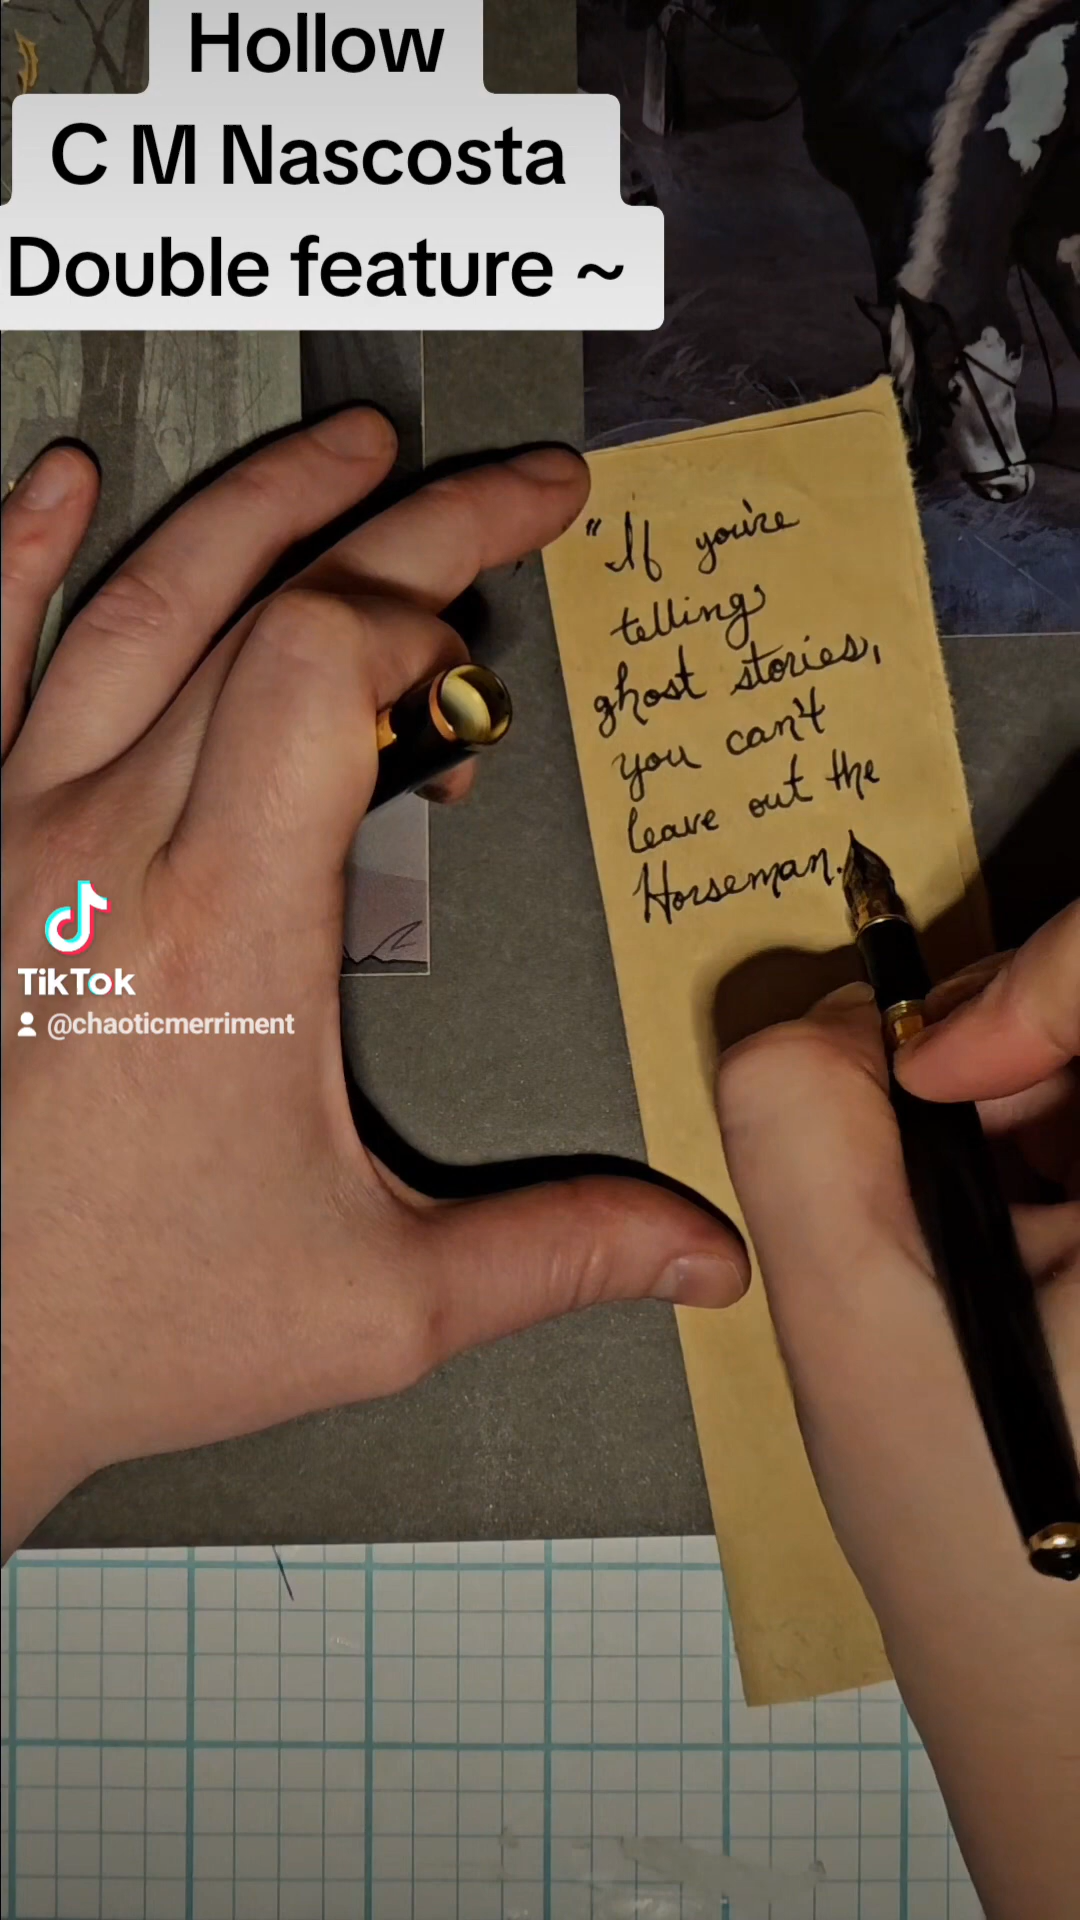 Hollow
C M Nascosta
Double feature ~
"If you're
telling
ghost stories,
you can't
leave out the
Horseman.
TikTok
@chaoticmerriment